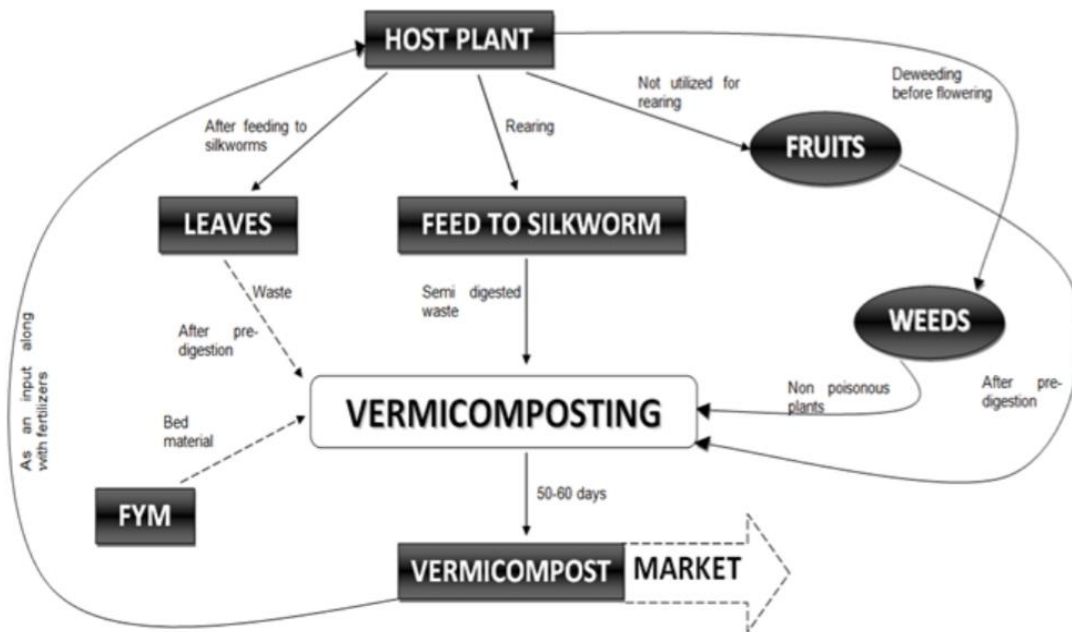 HOST PLANT
Not utilized for
rearing
Deweeding
before flowering
After feeding to
silkworms
Rearing
FRUITS
LEAVES
FEED TO SILKWORM
Waste
Semi digested
waste
WEEDS
After pre-
digestion
As an input along
with fertilizers
Non poisonous
plants
After pre-
digestion
VERMICOMPOSTING
Bed
material
FYM
50-60 days
VERMICOMPOST
MARKET